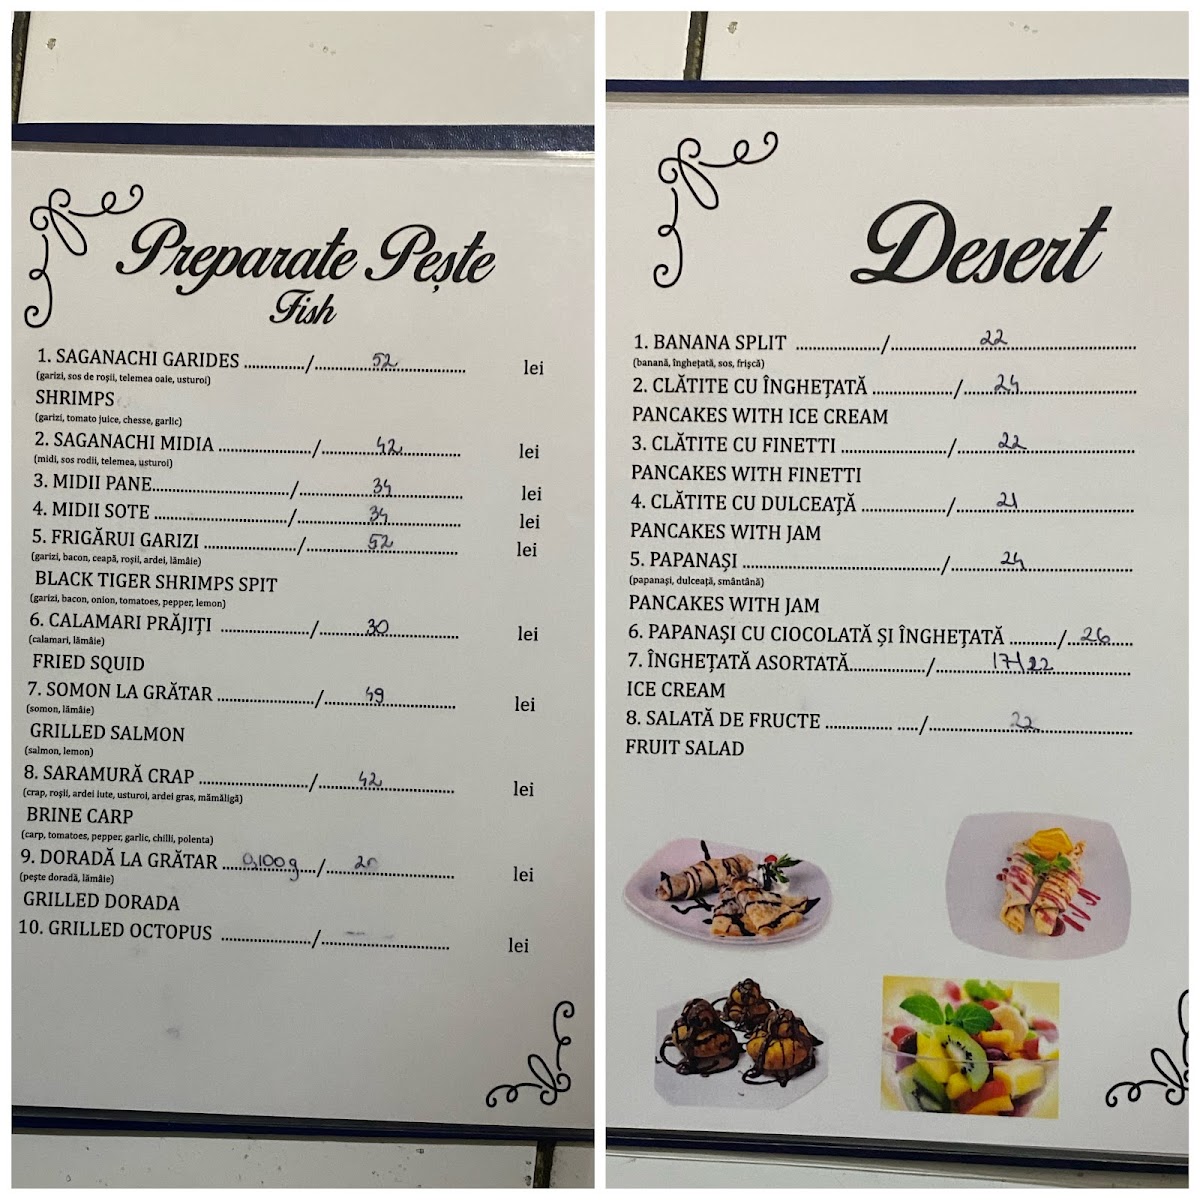 Preparate Pește
Fish
1. SAGANACHI GARIDES ............../.............52............. lei
(garizi, sos de roșii, telemea oaie, usturoi)
SHRIMPS
(garizi, tomato juice, chesse, garlic)
2. SAGANACHI MIDIA ..................../.............42............. lei
(midi, sos rodii, telemea, usturoi)
3. MIDII PANE............................./.............34............. lei
4. MIDII SOTE ............................/.............34............. lei
5. FRIGĂRUI GARIZI ..................../.............52............. lei
(garizi, bacon, ceapă, roșii, ardei, lămâie)
BLACK TIGER SHRIMPS SPIT
(garizi, bacon, onion, tomatoes, pepper, lemon)
6. CALAMARI PRĂJIȚI ..................../.............30............. lei
(calamari, lămâie)
FRIED SQUID
7. SOMON LA GRĂTAR ..................../.............49............. lei
(somon, lămâie)
GRILLED SALMON
(salmon, lemon)
8. SARAMURĂ CRAP ......................../.............42............. lei
(crap, roșii, ardei iute, usturoi, ardei gras, mămăligă)
BRINE CARP
(carp, tomatoes, pepper, garlic, chilli, polenta)
9. DORADĂ LA GRĂTAR ....0,100g..../.............20............. lei
(pește doradă, lămâie)
GRILLED DORADA
10. GRILLED OCTOPUS ..................../............................ lei
Desert
1. BANANA SPLIT ..................../.............22.............
(banană, înghețată, sos, frișcă)
2. CLĂTITE CU ÎNGHEȚATĂ ................/.............24.............
PANCAKES WITH ICE CREAM
3. CLĂTITE CU FINETTI ...................../.............22.............
PANCAKES WITH FINETTI
4. CLĂTITE CU DULCEAȚĂ ................./.............21.............
PANCAKES WITH JAM
5. PAPANAȘI ......................................../.............24.............
(papanași, dulceață, smântână)
PANCAKES WITH JAM
6. PAPANAȘI CU CIOCOLATĂ ȘI ÎNGHEȚATĂ ........../..26......
7. ÎNGHEȚATĂ ASORTATĂ.................../.............17/22.............
ICE CREAM
8. SALATĂ DE FRUCTE ................ ..../.............22.............
FRUIT SALAD